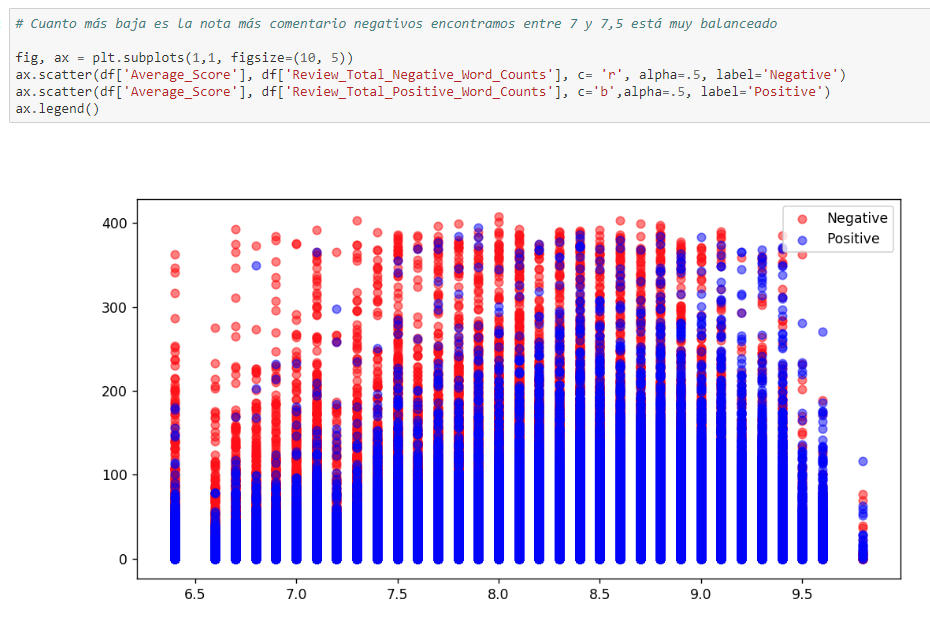 # Cuanto más baja es la nota más comentario negativos encontramos entre 7 y 7,5 está muy balanceado
fig, ax = plt.subplots(1,1, figsize=(10, 5))
ax.scatter(df['Average_Score'], df['Review_Total_Negative_Word_Counts'], c= 'r', alpha=.5, label='Negative')
ax.scatter(df['Average_Score'], df['Review_Total_Positive_Word_Counts'], c='b',alpha=.5, label='Positive')
ax.legend()
Negative
Positive
400
300
200
100
0
6.5 7.0 7.5 8.0 8.5 9.0 9.5